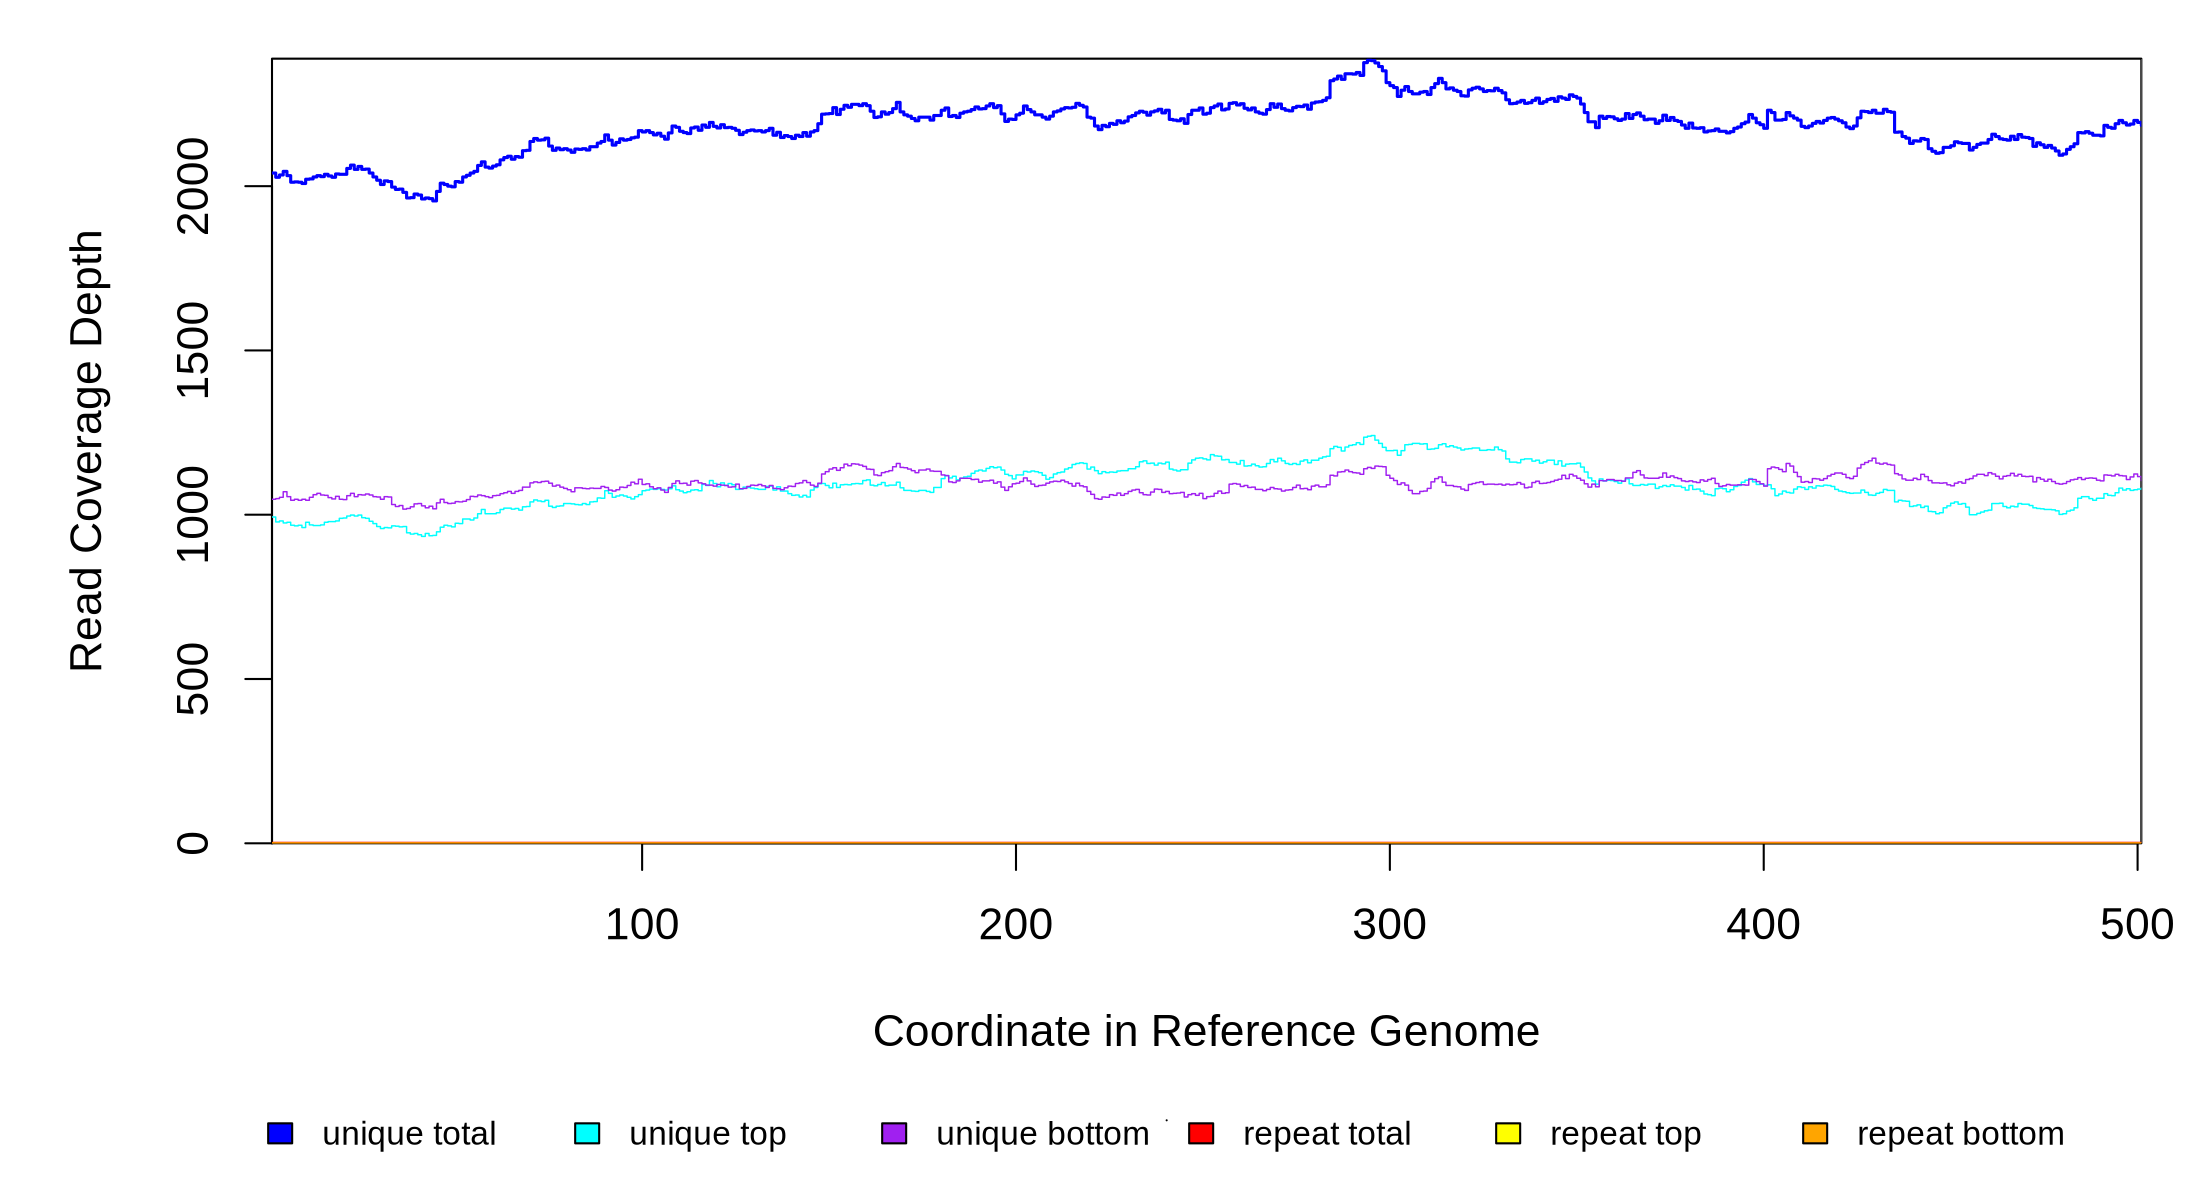 Read Coverage Depth
2000
1500
1000
500
0
100 200 300 400 500
Coordinate in Reference Genome
unique total unique top unique bottom repeat total repeat top repeat bottom